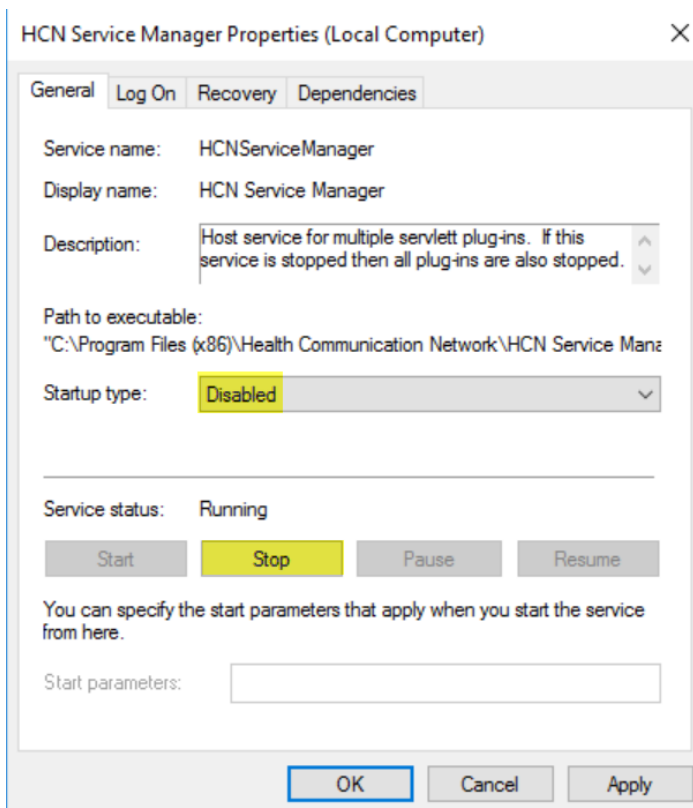 HCN Service Manager Properties (Local Computer)
General Log On Recovery Dependencies
Service name: HCNServiceManager
Display name: HCN Service Manager
Description: Host service for multiple servlett plug-ins. If this
service is stopped then all plug-ins are also stopped.
Path to executable:
"C:\Program Files (x86)\Health Communication Network\HCN Service Mana
Startup type: Disabled
Service status: Running
Start Stop Pause Resume
You can specify the start parameters that apply when you start the service
from here.
Start parameters:
OK Cancel Apply